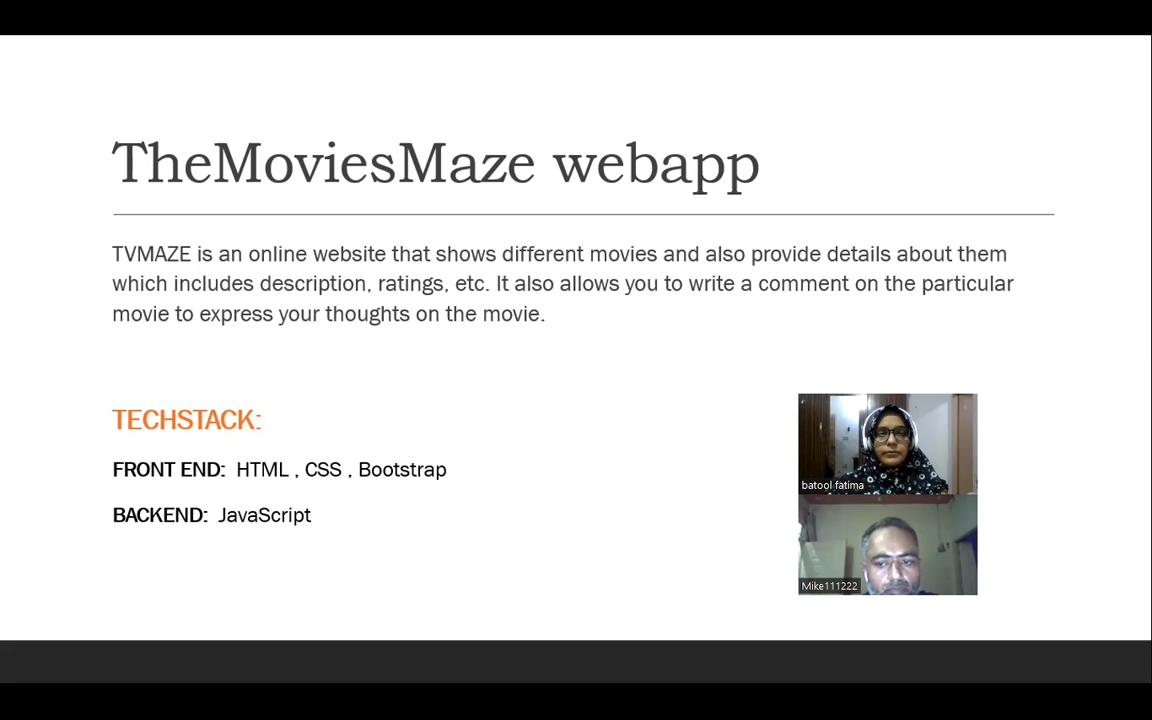 TheMoviesMaze webapp
TVMAZE is an online website that shows different movies and also provide details about them
which includes description, ratings, etc. It also allows you to write a comment on the particular
movie to express your thoughts on the movie.
TECHSTACK:
FRONT END: HTML , CSS , Bootstrap
BACKEND: JavaScript
batool fatima
Mike111222